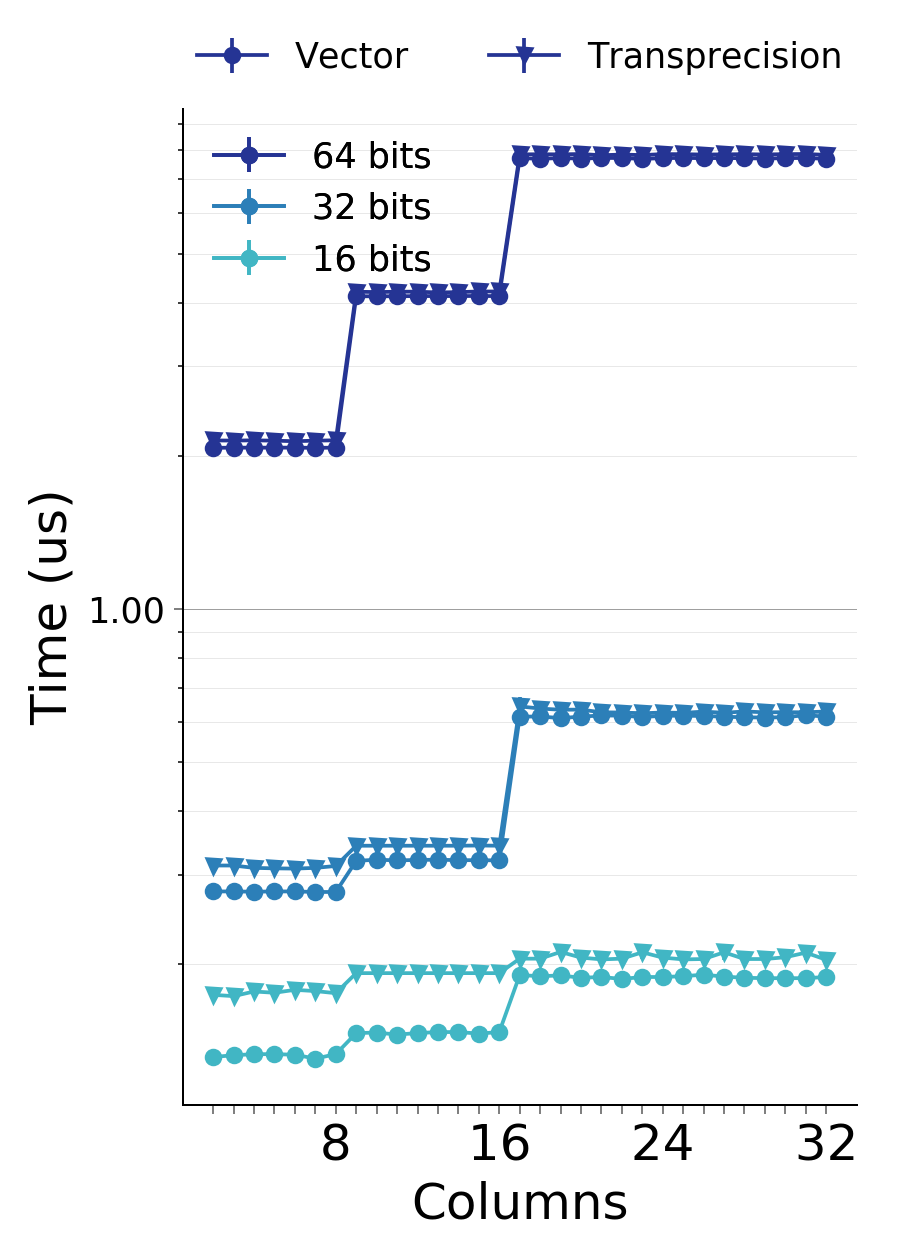 Vector Transprecision
64 bits
32 bits
16 bits
Time (us)
1.00
8 16 24 32
Columns